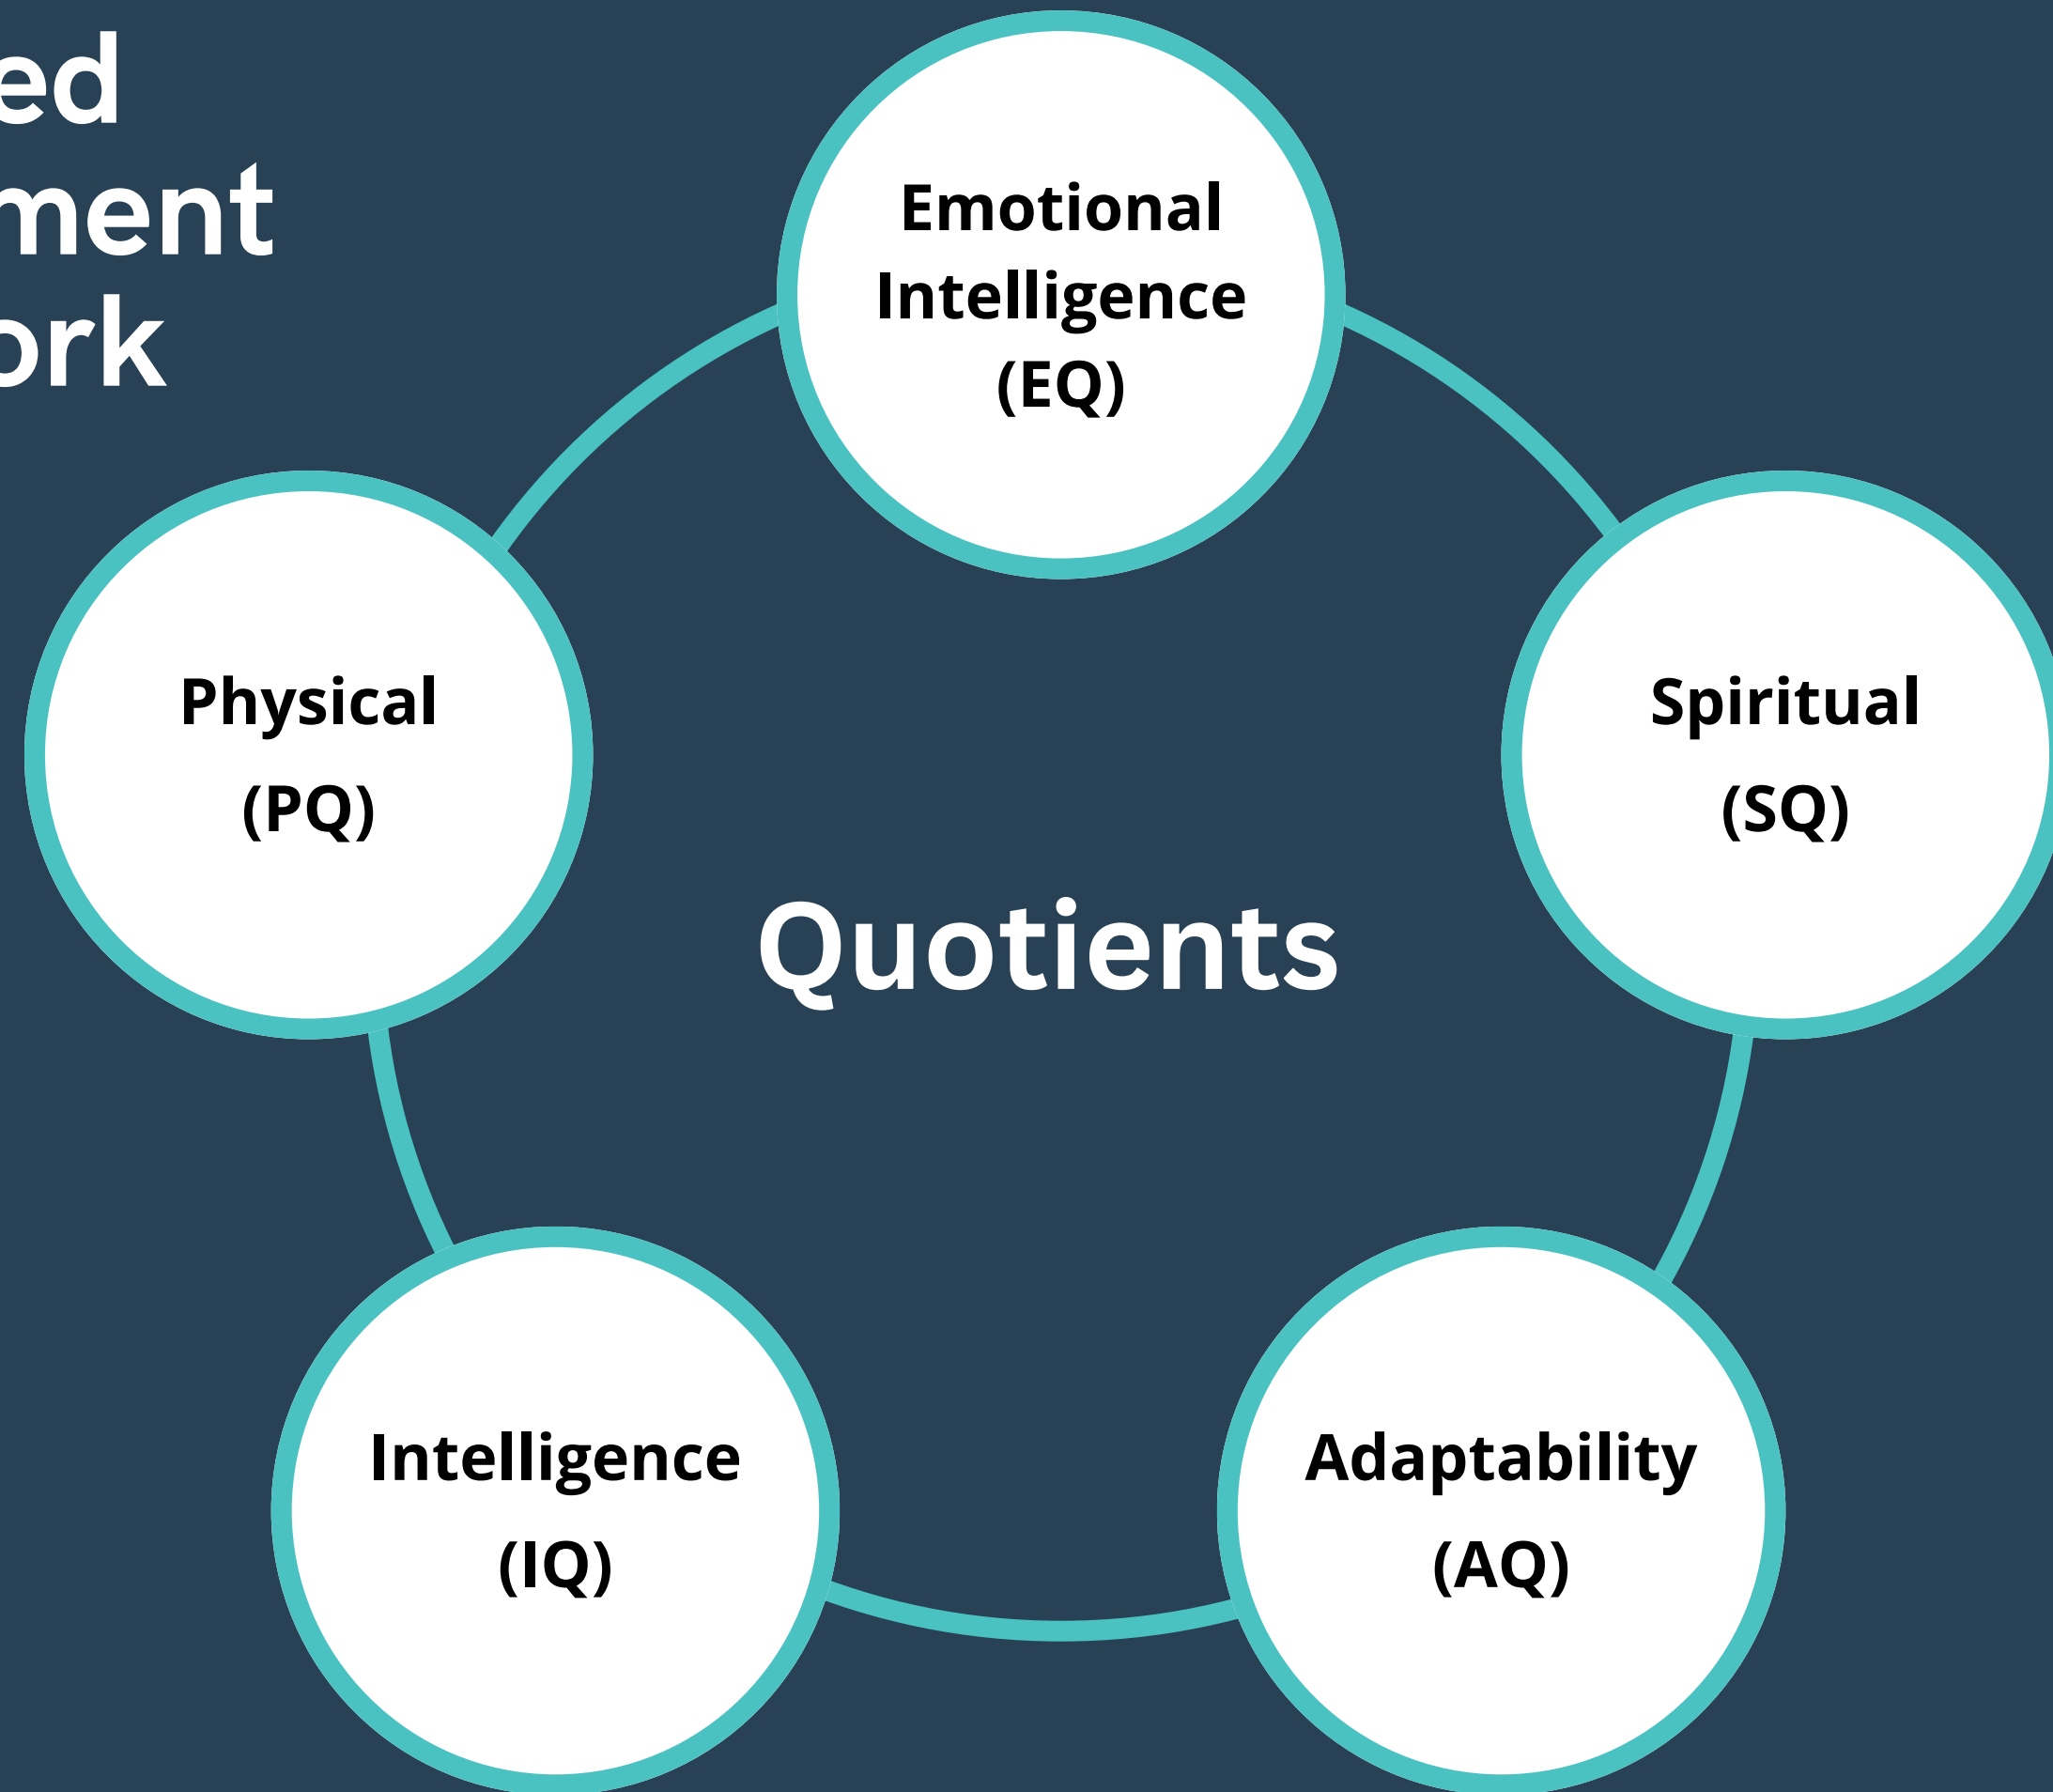 ed
ment
ork
Emotional
Intelligence
(EQ)
Physical
(PQ)
Spiritual
(SQ)
Quotients
Intelligence
(IQ)
Adaptability
(AQ)